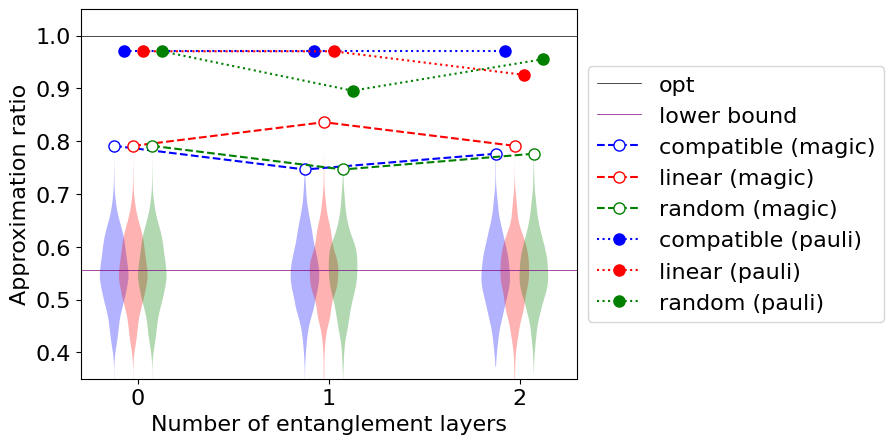 1.0
0.9
0.8
0.7
0.6
0.5
0.4
Approximation ratio
0 1 2
Number of entanglement layers
opt
lower bound
compatible (magic)
linear (magic)
random (magic)
compatible (pauli)
linear (pauli)
random (pauli)